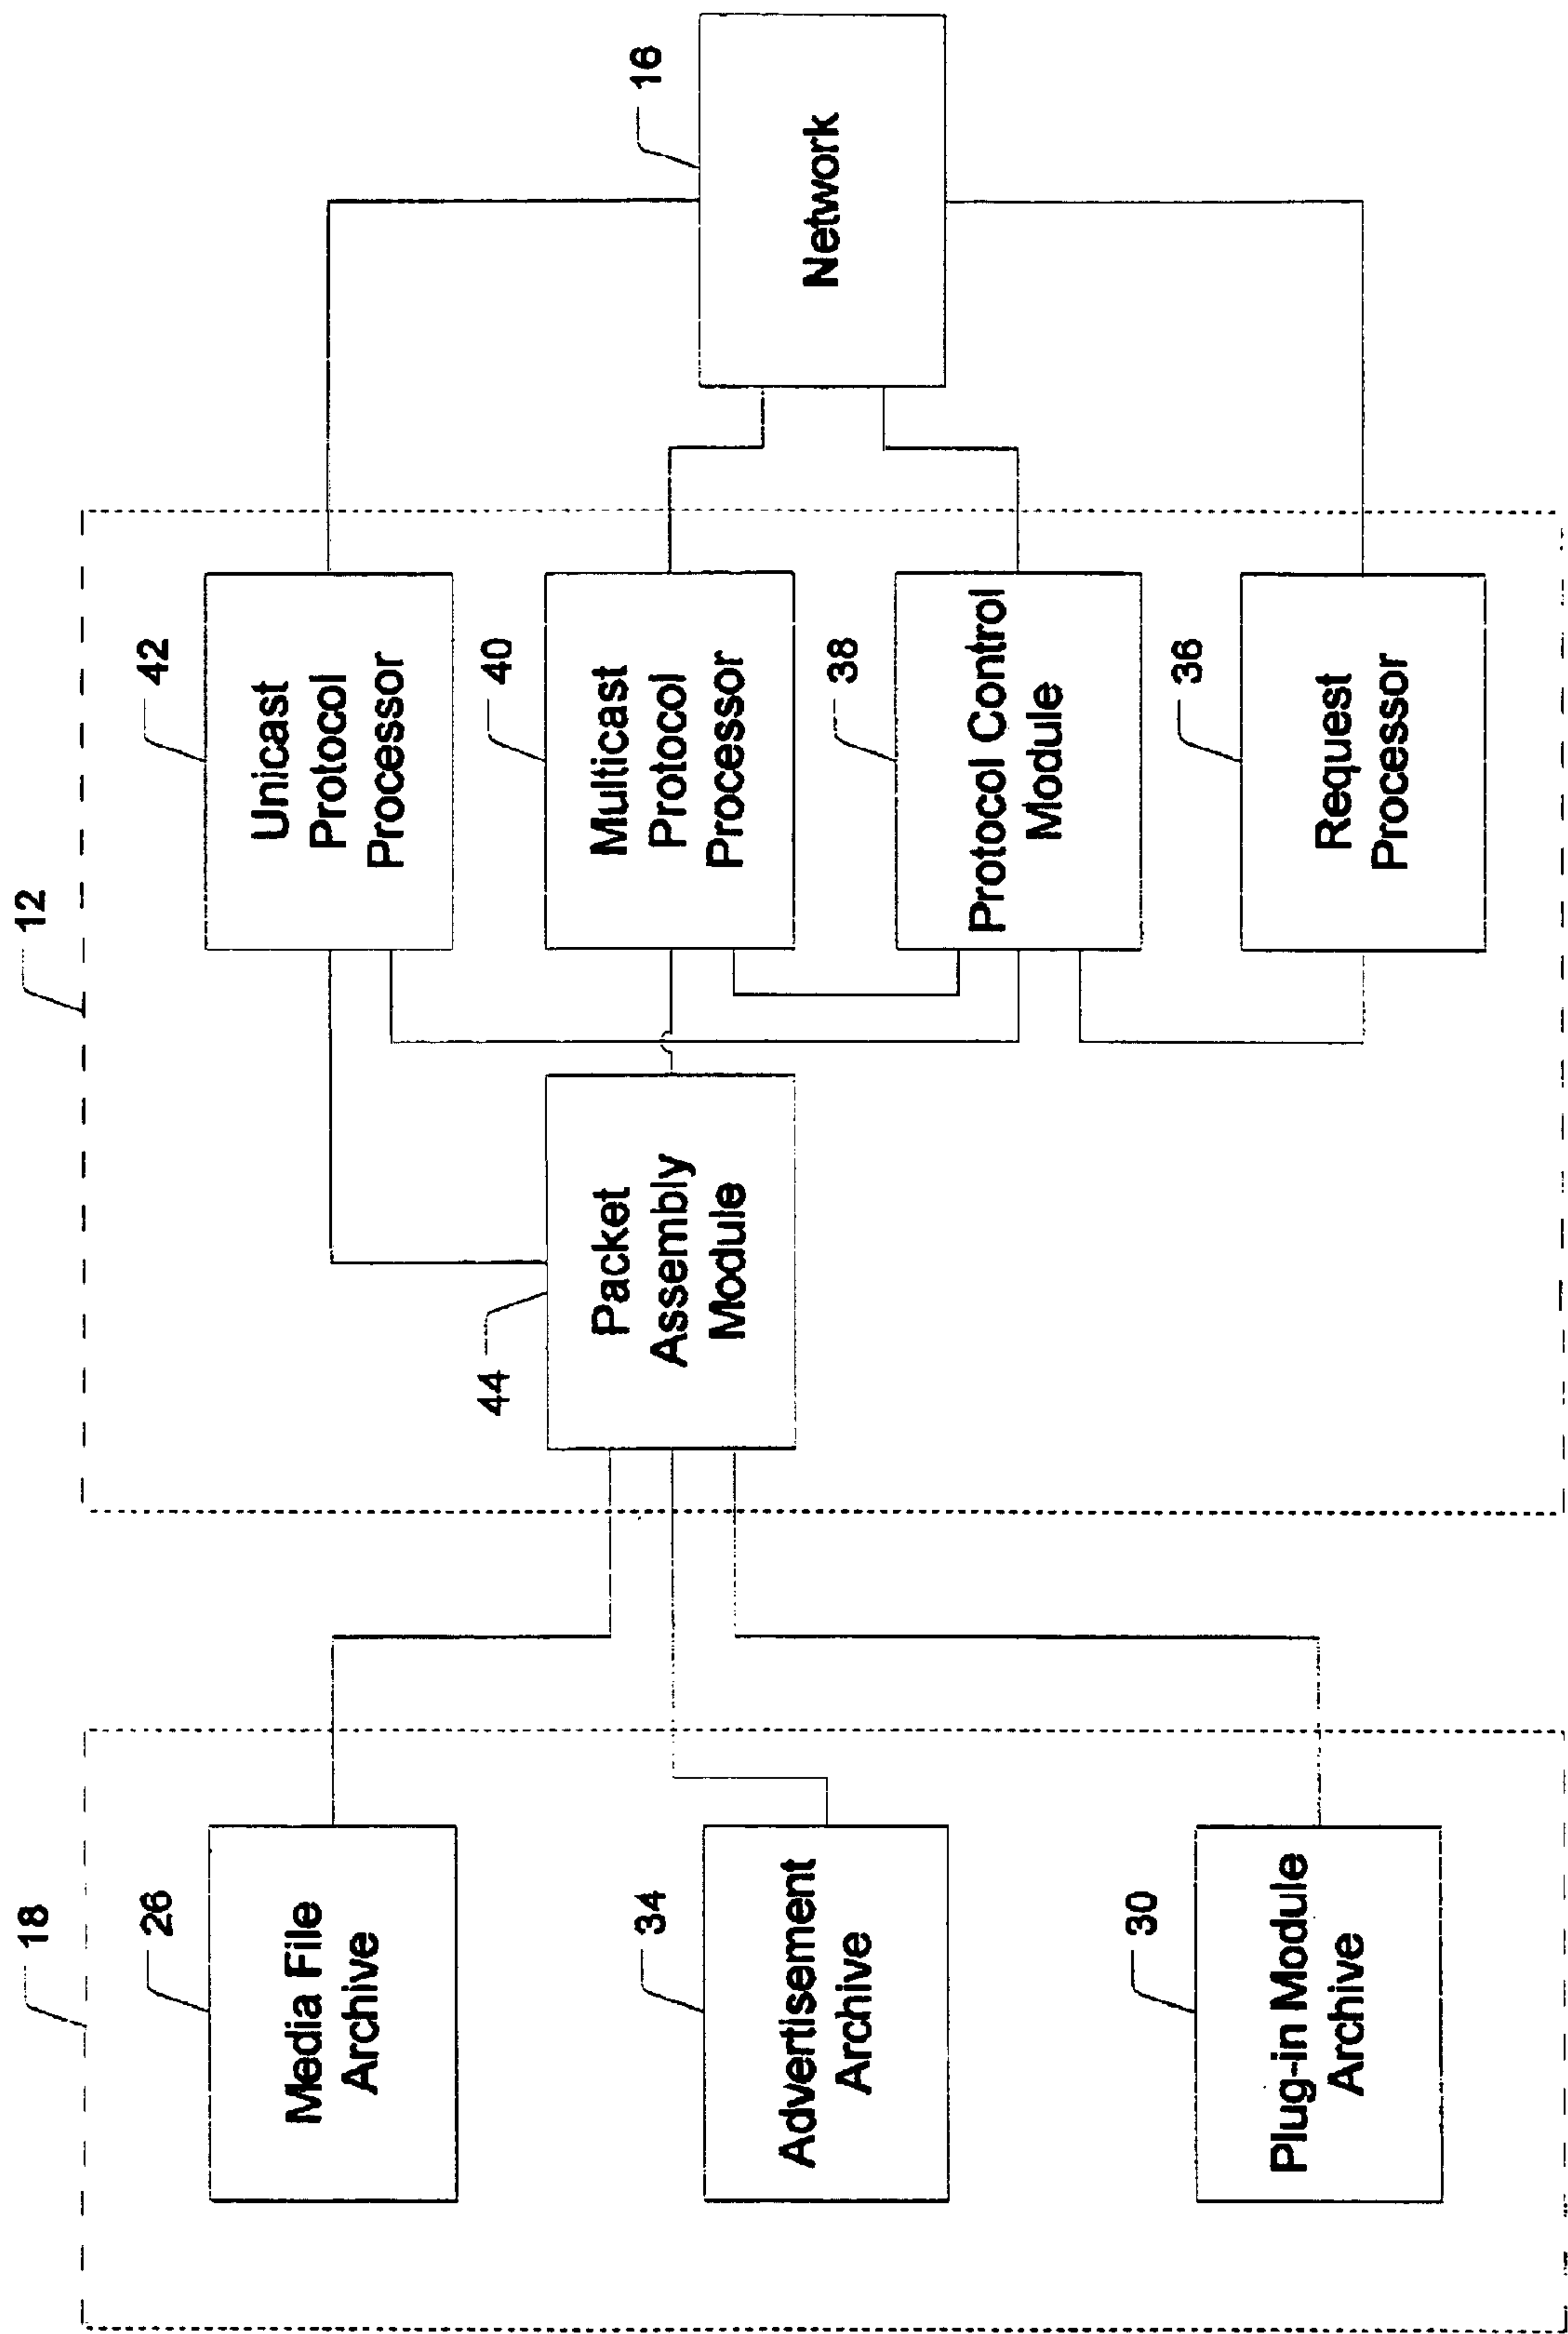 18
26
Media File
Archive
34
Advertisement
Archive
30
Plug-in Module
Archive
12
44
Packet
Assembly
Module
42
Unicast
Protocol
Processor
40
Multicast
Protocol
Processor
38
Protocol Control
Module
36
Request
Processor
16
Network